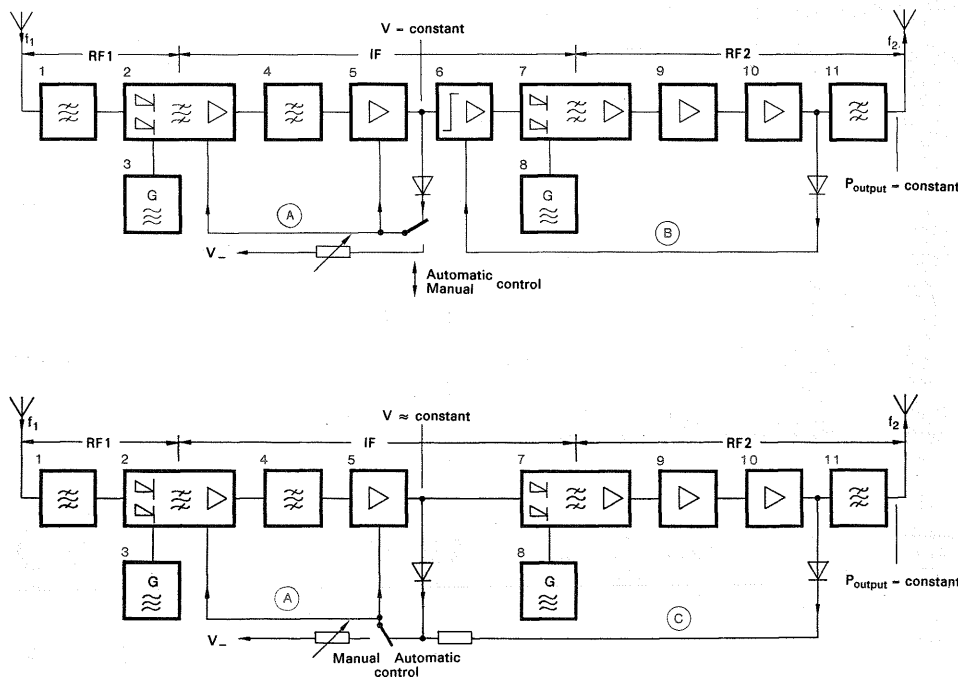 V = constant
f1
RF1
IF
RF2
f2
1
2
4
5
6
7
9
10
11
3
G
8
G
Poutput = constant
A
B
V_
Automatic
Manual
control
V ≈ constant
f1
RF1
IF
RF2
f2
1
2
4
5
7
9
10
11
3
G
8
G
Poutput = constant
A
C
V_
Manual Automatic
control